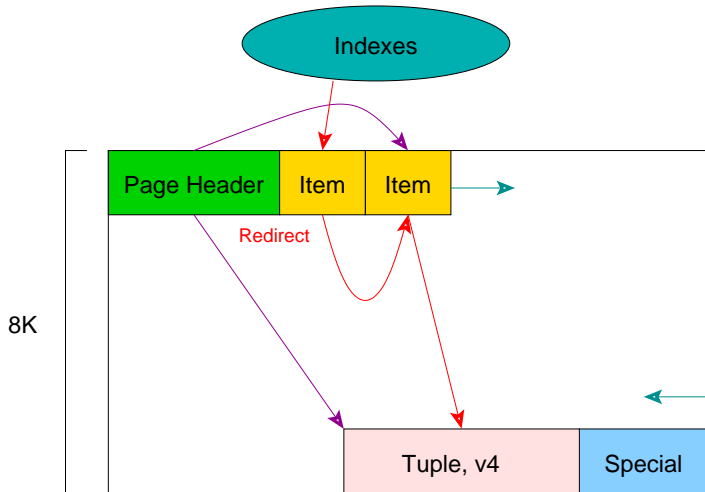 Indexes
Page Header
Item
Item
Redirect
8K
Tuple, v4
Special